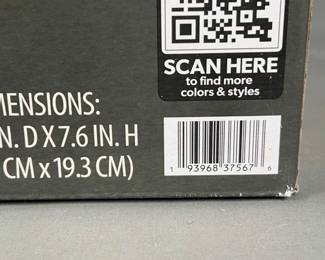 SCAN HERE
to find more
colors & styles
MENSIONS:
N. D X 7.6 IN. H
CM x 19.3 CM)
1 93968 37567 6